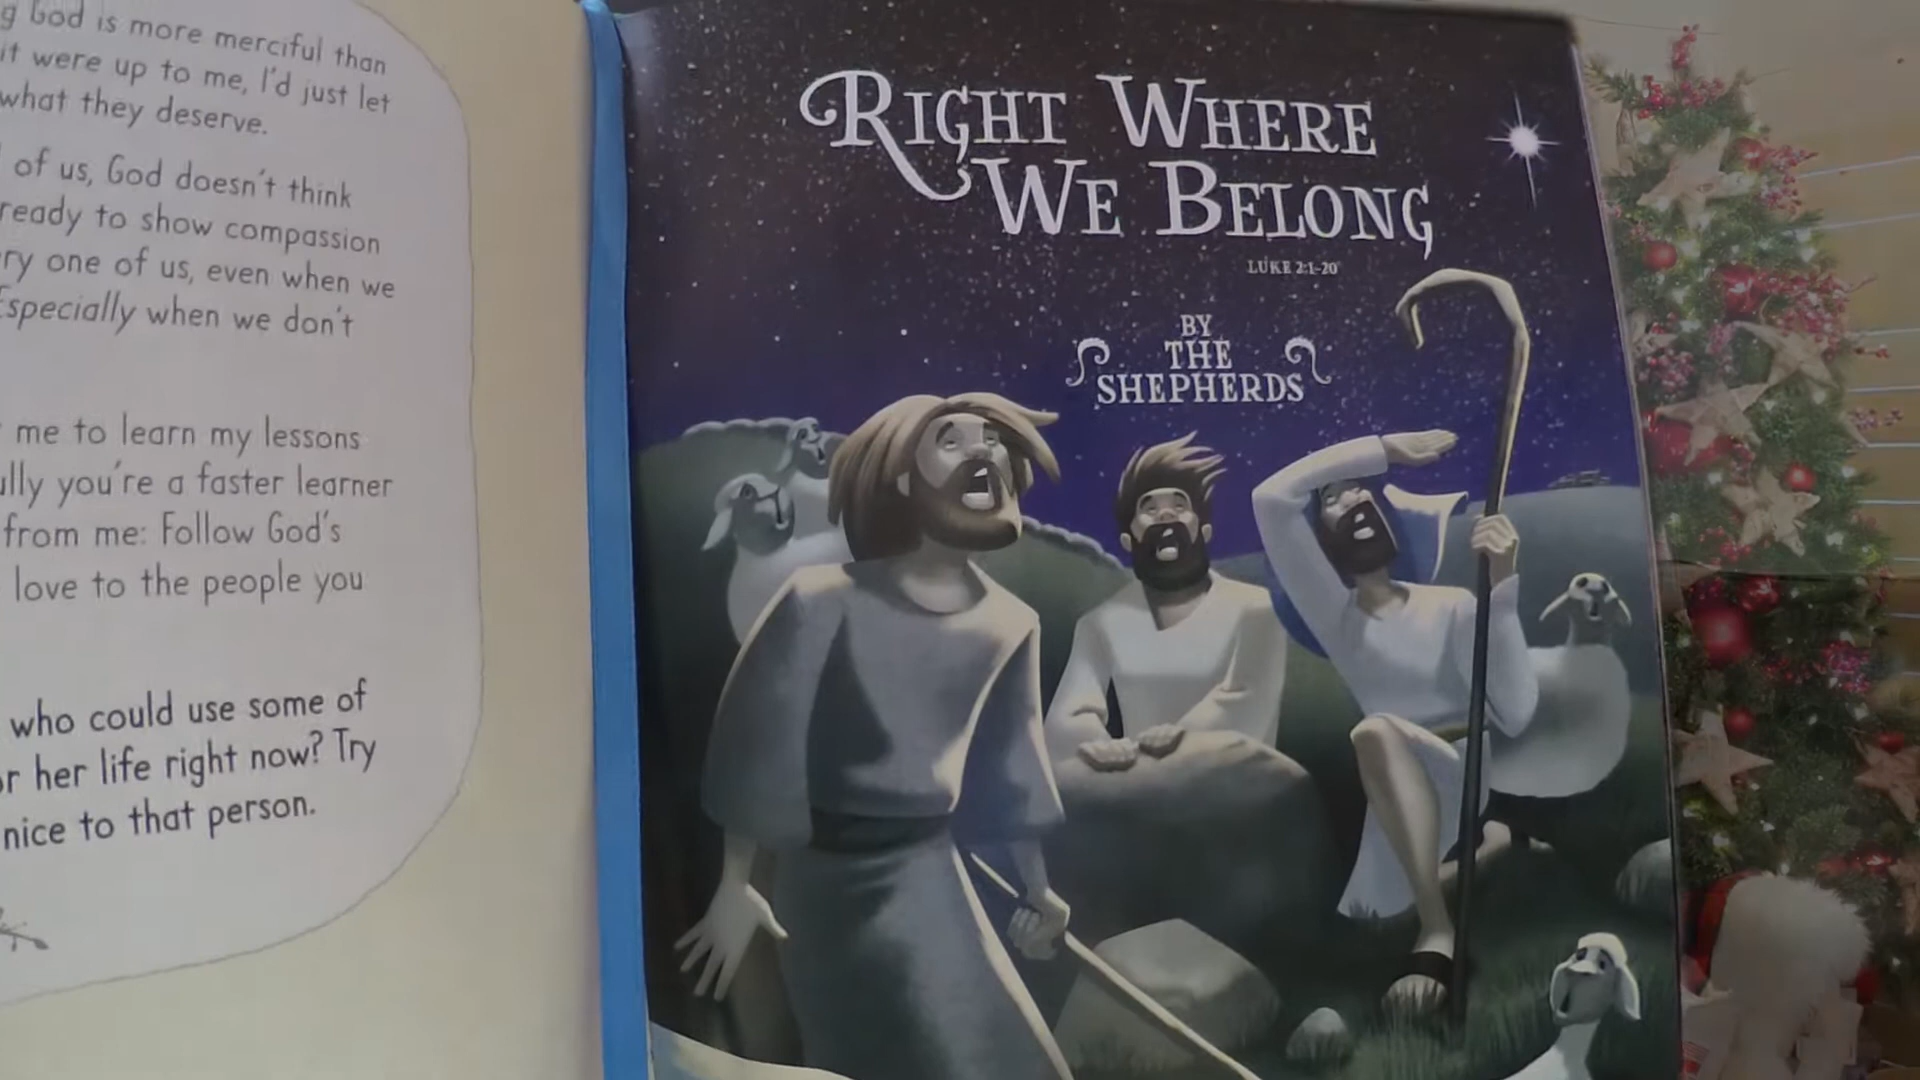 g God is more merciful than
it were up to me, I'd just let
what they deserve.
of us, God doesn't think
ready to show compassion
ry one of us, even when we
Especially when we don't
me to learn my lessons
lly you're a faster learner
from me: Follow God's
love to the people you
who could use some of
or her life right now? Try
nice to that person.
RIGHT WHERE
WE BELONG
LUKE 2:1-20
BY
THE
SHEPHERDS